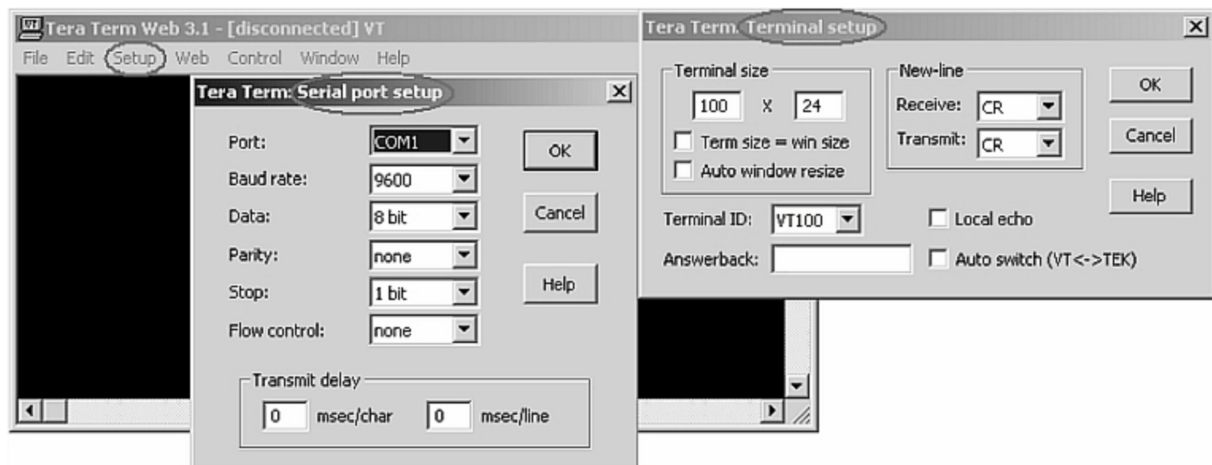 Tera Term Web 3.1 - [disconnected] VT
File Edit Setup Web Control Window Help
Tera Term: Serial port setup
Port: COM1
OK
Baud rate: 9600
Data: 8 bit
Cancel
Parity: none
Stop: 1 bit
Help
Flow control: none
Transmit delay
0 msec/char 0 msec/line
Tera Term: Terminal setup
Terminal size
100 X 24
Term size = win size
Auto window resize
New-line
Receive: CR
Transmit: CR
OK
Cancel
Help
Terminal ID: VT100
Local echo
Answerback:
Auto switch (VT<->TEK)